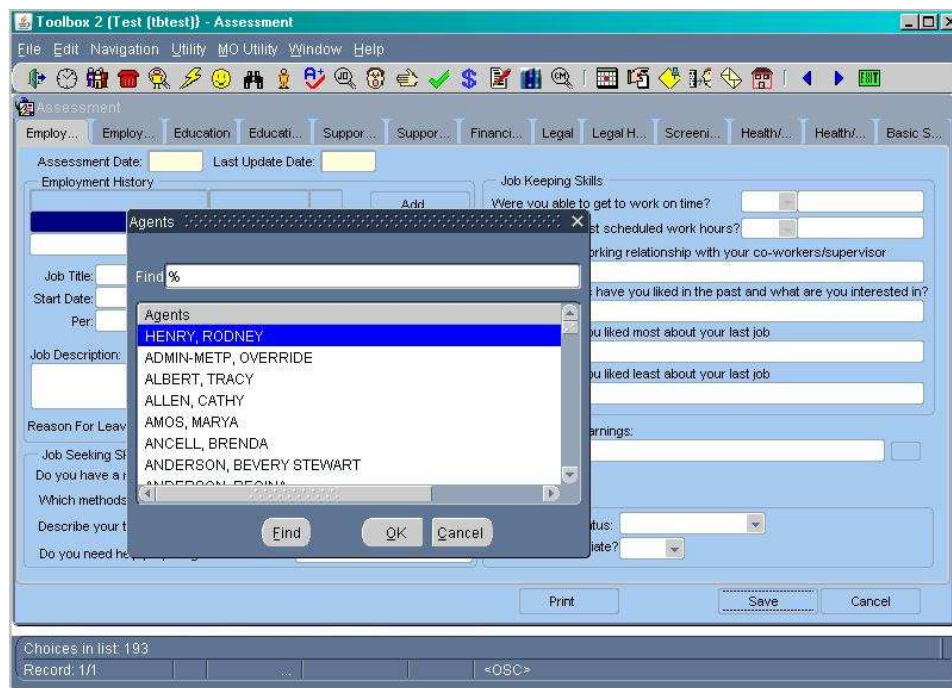 Toolbox 2 (Test (tbtest)) - Assessment
File Edit Navigation Utility MO Utility Window Help
Assessment
Employ... Employ... Education Educati... Suppor... Suppor... Financi... Legal Legal H... Screeni... Health/... Health/... Basic S...
Assessment Date: Last Update Date:
Employment History
Add
Job Title:
Start Date:
Per:
Job Description:
Reason For Leav
Job Seeking Sk
Do you have a r
Which methods
Describe your t
Do you need he
Job Keeping Skills
Were you able to get to work on time?
st scheduled work hours?
orking relationship with your co-workers/supervisor
have you liked in the past and what are you interested in?
ou liked most about your last job
ou liked least about your last job
arnings:
tus:
iate?
Agents
Find %
Agents
HENRY, RODNEY
ADMIN-METP, OVERRIDE
ALBERT, TRACY
ALLEN, CATHY
AMOS, MARYA
ANCELL, BRENDA
ANDERSON, BEVERY STEWART
ANDERSON, REGINA
Find OK Cancel
Print Save Cancel
Choices in list: 193
Record: 1/1 ... <OSC>